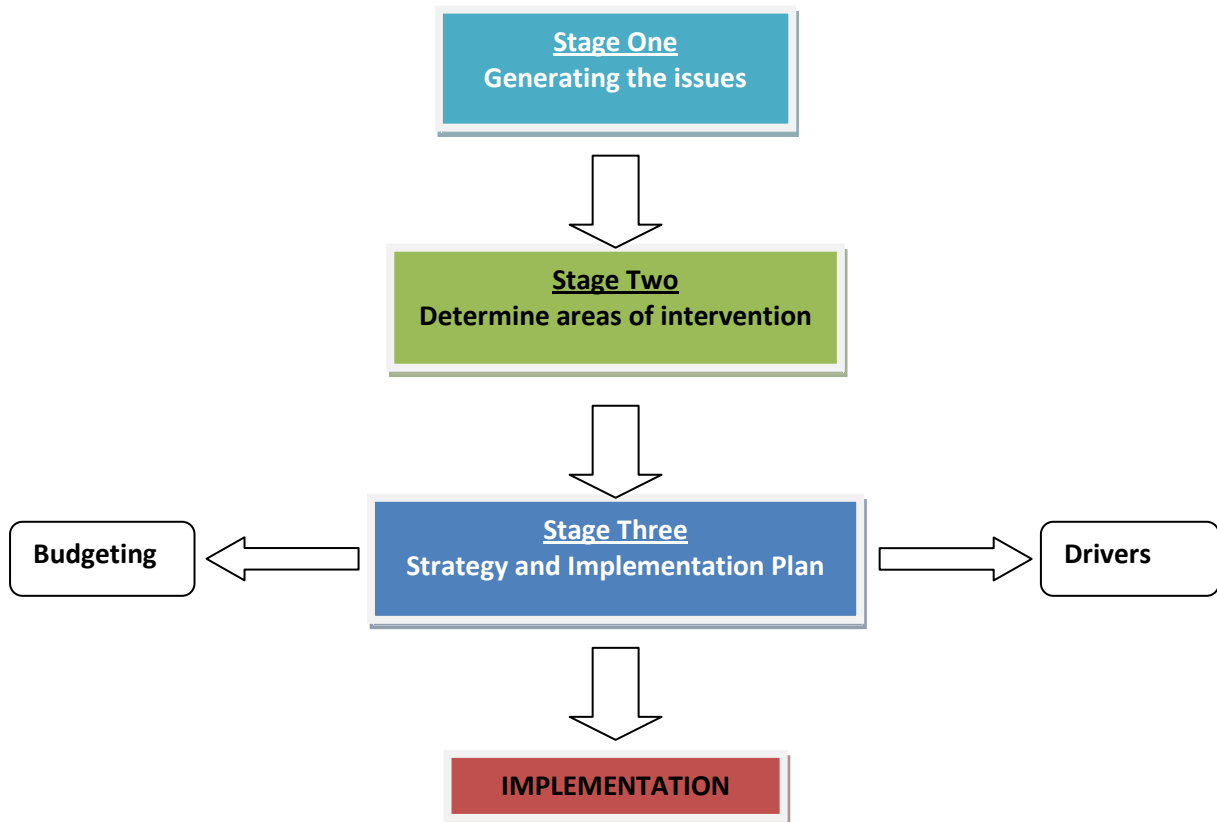 Stage One
Generating the issues
Stage Two
Determine areas of intervention
Budgeting
Stage Three
Strategy and Implementation Plan
Drivers
IMPLEMENTATION